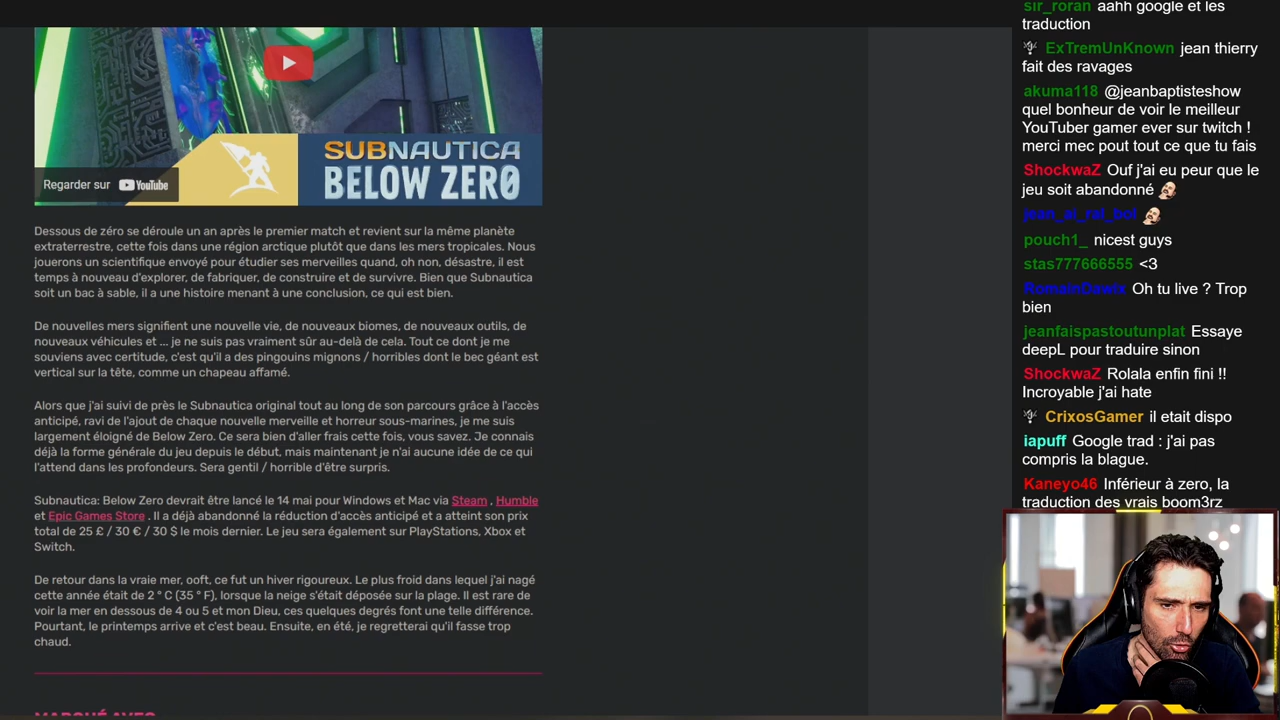 SUBNAUTICA
BELOW ZERO
Regarder sur YouTube
Dessous de zéro se déroule un an après le premier match et revient sur la même planète
extraterrestre, cette fois dans une région arctique plutôt que dans les mers tropicales. Nous
jouerons un scientifique envoyé pour étudier ses merveilles quand, oh non, désastre, il est
temps à nouveau d'explorer, de fabriquer, de construire et de survivre. Bien que Subnautica
soit un bac à sable, il a une histoire menant à une conclusion, ce qui est bien.
De nouvelles mers signifient une nouvelle vie, de nouveaux biomes, de nouveaux outils, de
nouveaux véhicules et ... je ne suis pas vraiment sûr au-delà de cela. Tout ce dont je me
souviens avec certitude, c'est qu'il a des pingouins mignons / horribles dont le bec géant est
vertical sur la tête, comme un chapeau affamé.
Alors que j'ai suivi de près le Subnautica original tout au long de son parcours grâce à l'accès
anticipé, ravi de l'ajout de chaque nouvelle merveille et horreur sous-marines, je me suis
largement éloigné de Below Zero. Ce sera bien d'aller frais cette fois, vous savez. Je connais
déjà la forme générale du jeu depuis le début, mais maintenant je n'ai aucune idée de ce qui
l'attend dans les profondeurs. Sera gentil / horrible d'être surpris.
Subnautica: Below Zero devrait être lancé le 14 mai pour Windows et Mac via Steam , Humble
et Epic Games Store . Il a déjà abandonné la réduction d'accès anticipé et a atteint son prix
total de 25 £ / 30 € / 30 $ le mois dernier. Le jeu sera également sur PlayStations, Xbox et
Switch.
De retour dans la vraie mer, ooft, ce fut un hiver rigoureux. Le plus froid dans lequel j'ai nagé
cette année était de 2 ° C (35 ° F), lorsque la neige s'était déposée sur la plage. Il est rare de
voir la mer en dessous de 4 ou 5 et mon Dieu, ces quelques degrés font une telle différence.
Pourtant, le printemps arrive et c'est beau. Ensuite, en été, je regretterai qu'il fasse trop
chaud.
MARQUÉ AVEC
sir_roran aahh google et les
traduction
ExTremUnKnown jean thierry
fait des ravages
akuma118 @jeanbaptisteshow
quel bonheur de voir le meilleur
YouTuber gamer ever sur twitch !
merci mec pout tout ce que tu fais
ShockwaZ Ouf j'ai eu peur que le
jeu soit abandonné
jean_ai_ral_bol
pouch1_ nicest guys
stas777666555 <3
RomainDawix Oh tu live ? Trop
bien
jeanfaispastoutunplat Essaye
deepL pour traduire sinon
ShockwaZ Rolala enfin fini !!
Incroyable j'ai hate
CrixosGamer il etait dispo
iapuff Google trad : j'ai pas
compris la blague.
Kaneyo46 Inférieur à zero, la
traduction des vrais boom3rz